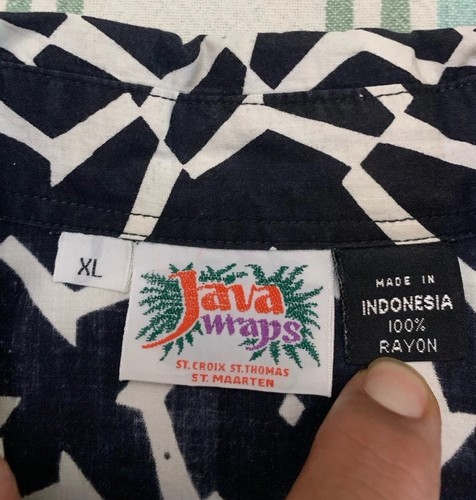 XL
Java
wraps
ST. CROIX ST. THOMAS
ST. MAARTEN
MADE IN
INDONESIA
100%
RAYON